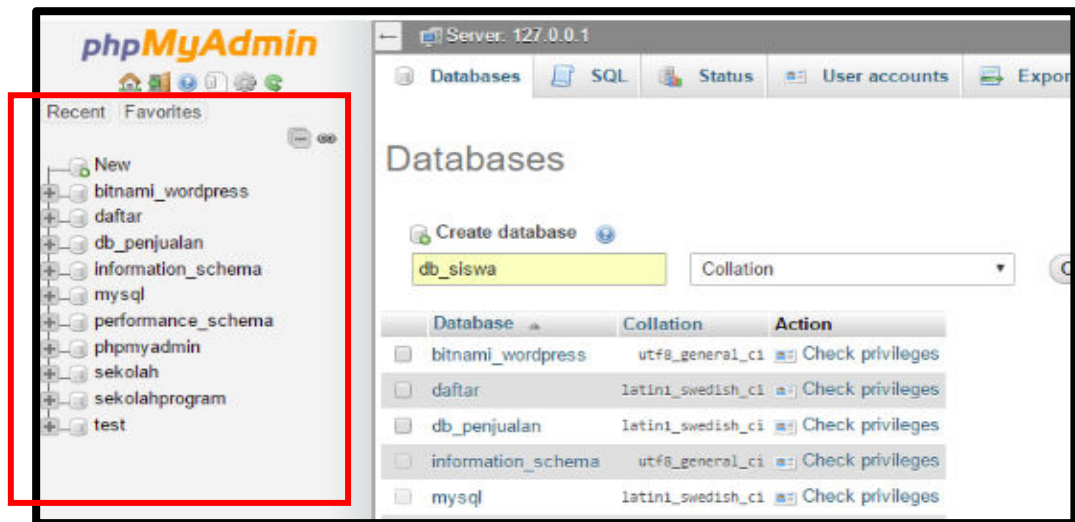 phpMyAdmin
Recent Favorites
New
bitnami_wordpress
daftar
db_penjualan
information_schema
mysql
performance_schema
phpmyadmin
sekolah
sekolahprogram
test
Server: 127.0.0.1
Databases SQL Status User accounts Expor
Databases
Create database
db_siswa Collation C
Database Collation Action
bitnami_wordpress utf8_general_ci Check privileges
daftar latin1_swedish_ci Check privileges
db_penjualan latin1_swedish_ci Check privileges
information_schema utf8_general_ci Check privileges
mysql latin1_swedish_ci Check privileges